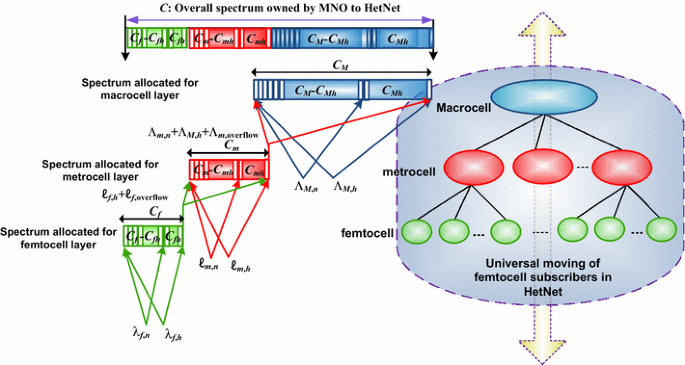 C: Overall spectrum owned by MNO to HetNet
Cf-Cfh Cfh Cm-Cmh Cmh CM-CMh CMh
CM
Spectrum allocated for
macrocell layer
CM-CMh CMh
Macrocell
Λm,n+ΛM,h+Λm,overflow
Cm
Spectrum allocated for
metrocell layer
Cm-Cmh Cmh
ΛM,n ΛM,h
metrocell
ℓf,h+ℓf,overflow
Cf
Spectrum allocated for
femtocell layer
Cf-Cfh Cfh
femtocell
ℓm,n ℓm,h
Universal moving of
femtocell subscribers in
HetNet
λf,n λf,h